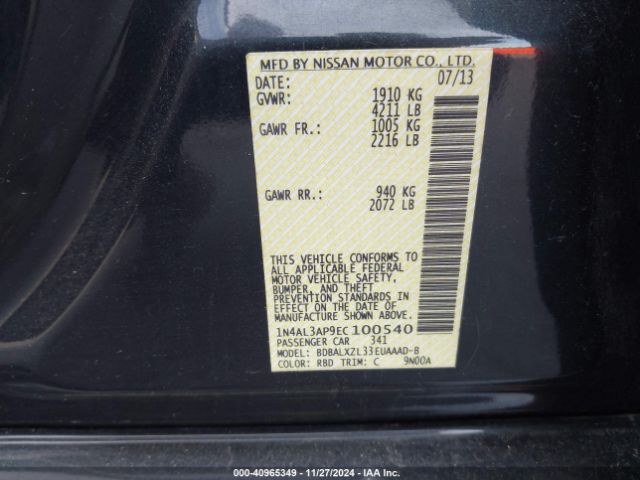 MFD BY NISSAN MOTOR CO., LTD.
DATE: 07/13
GVWR: 1910 KG
4211 LB
GAWR FR.: 1005 KG
2216 LB
GAWR RR.: 940 KG
2072 LB
THIS VEHICLE CONFORMS TO
ALL APPLICABLE FEDERAL
MOTOR VEHICLE SAFETY,
BUMPER, AND THEFT
PREVENTION STANDARDS IN
EFFECT ON THE DATE OF
MANUFACTURE SHOWN ABOVE.
1N4AL3AP9EC100540
PASSENGER CAR 341
MODEL: BDBALXZL33EUAAAD-B
COLOR: RBD TRIM: C 9N00A
000-40965349 - 11/27/2024 - IAAI.COM